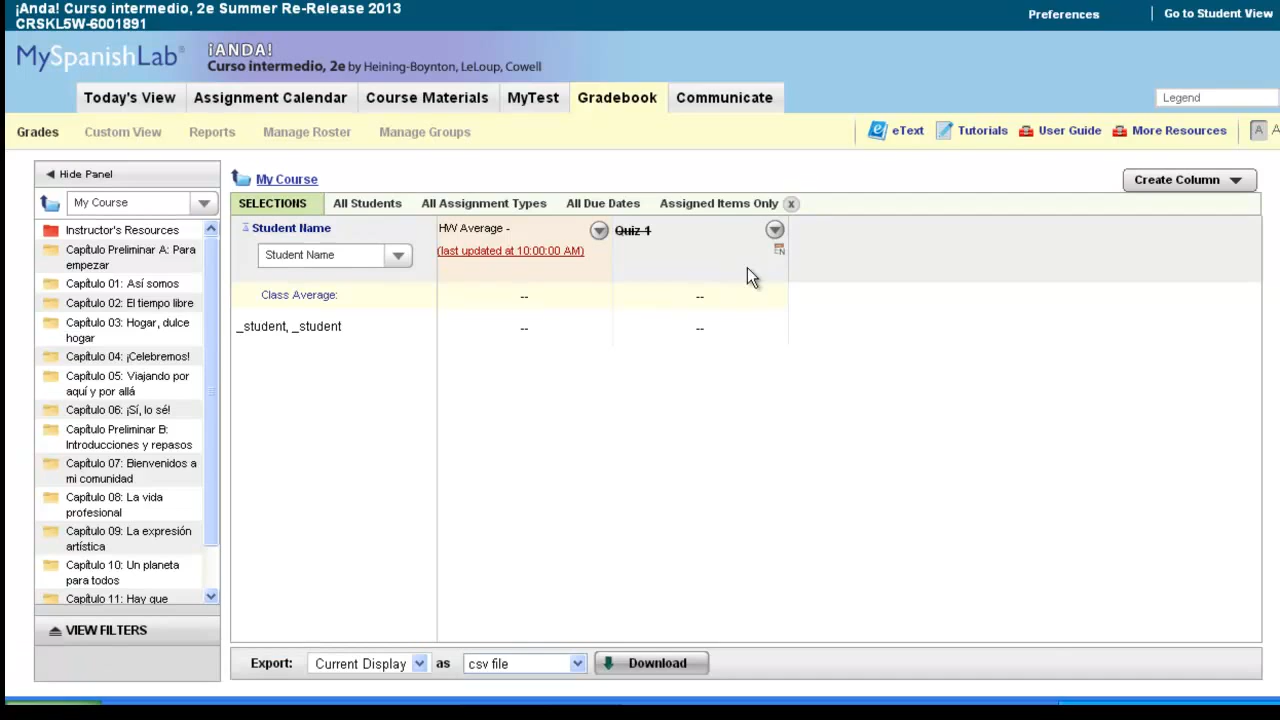 ¡Anda! Curso intermedio, 2e Summer Re-Release 2013
CRSKL5W-6001891
Preferences
Go to Student View
MySpanishLab®
¡ANDA!
Curso intermedio, 2e by Heining-Boynton, LeLoup, Cowell
Today's View
Assignment Calendar
Course Materials
MyTest
Gradebook
Communicate
Legend
Grades
Custom View
Reports
Manage Roster
Manage Groups
eText
Tutorials
User Guide
More Resources
A
A
Hide Panel
My Course
My Course
Create Column
SELECTIONS
All Students
All Assignment Types
All Due Dates
Assigned Items Only
x
Instructor's Resources
Capítulo Preliminar A: Para
empezar
Capítulo 01: Así somos
Capítulo 02: El tiempo libre
Capítulo 03: Hogar, dulce
hogar
Capítulo 04: ¡Celebremos!
Capítulo 05: Viajando por
aquí y por allá
Capítulo 06: ¡Sí, lo sé!
Capítulo Preliminar B:
Introducciones y repasos
Capítulo 07: Bienvenidos a
mi comunidad
Capítulo 08: La vida
profesional
Capítulo 09: La expresión
artística
Capítulo 10: Un planeta
para todos
Capítulo 11: Hay que
VIEW FILTERS
Student Name
Student Name
HW Average -
(last updated at 10:00:00 AM)
Quiz 1
Class Average:
--
--
_student, _student
--
--
Export:
Current Display
as
csv file
Download